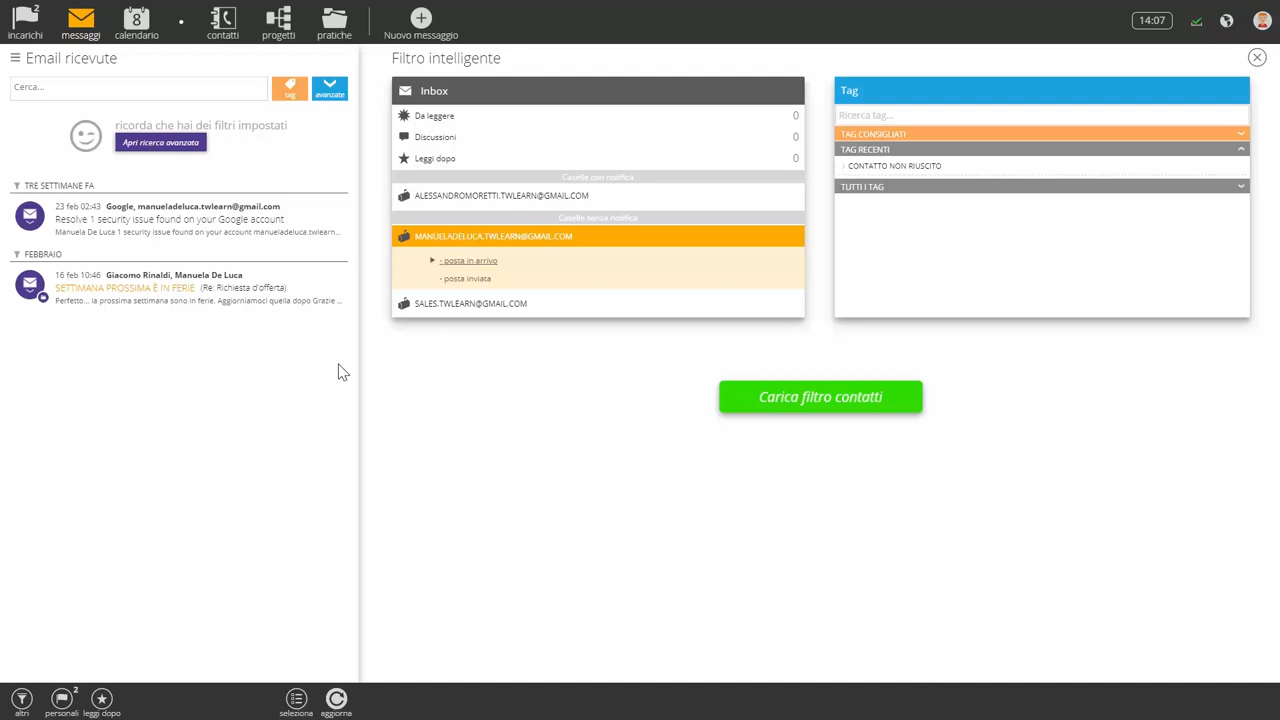 2
8
incarichi
messaggi
calendario
contatti
progetti
pratiche
Nuovo messaggio
14:07
Email ricevute
Cerca...
tag
avanzate
ricorda che hai dei filtri impostati
Apri ricerca avanzata
TRE SETTIMANE FA
23 feb 02:43 Google, manueladeluca.twlearn@gmail.com
Resolve 1 security issue found on your Google account
Manuela De Luca 1 security issue found on your account manueladeluca.twlearn...
FEBBRAIO
16 feb 10:46 Giacomo Rinaldi, Manuela De Luca
SETTIMANA PROSSIMA È IN FERIE (Re: Richiesta d'offerta)
Perfetto... la prossima settimana sono in ferie. Aggiorniamoci quella dopo Grazie ...
Filtro intelligente
Inbox
Da leggere 0
Discussioni 0
Leggi dopo 0
Caselle con notifica
ALESSANDROMORETTI.TWLEARN@GMAIL.COM
Caselle senza notifica
MANUELADELUCA.TWLEARN@GMAIL.COM
- posta in arrivo
- posta inviata
SALES.TWLEARN@GMAIL.COM
Tag
Ricerca tag...
TAG CONSIGLIATI
TAG RECENTI
CONTATTO NON RIUSCITO
TUTTI I TAG
Carica filtro contatti
2
altri
personali
leggi dopo
seleziona
aggiorna